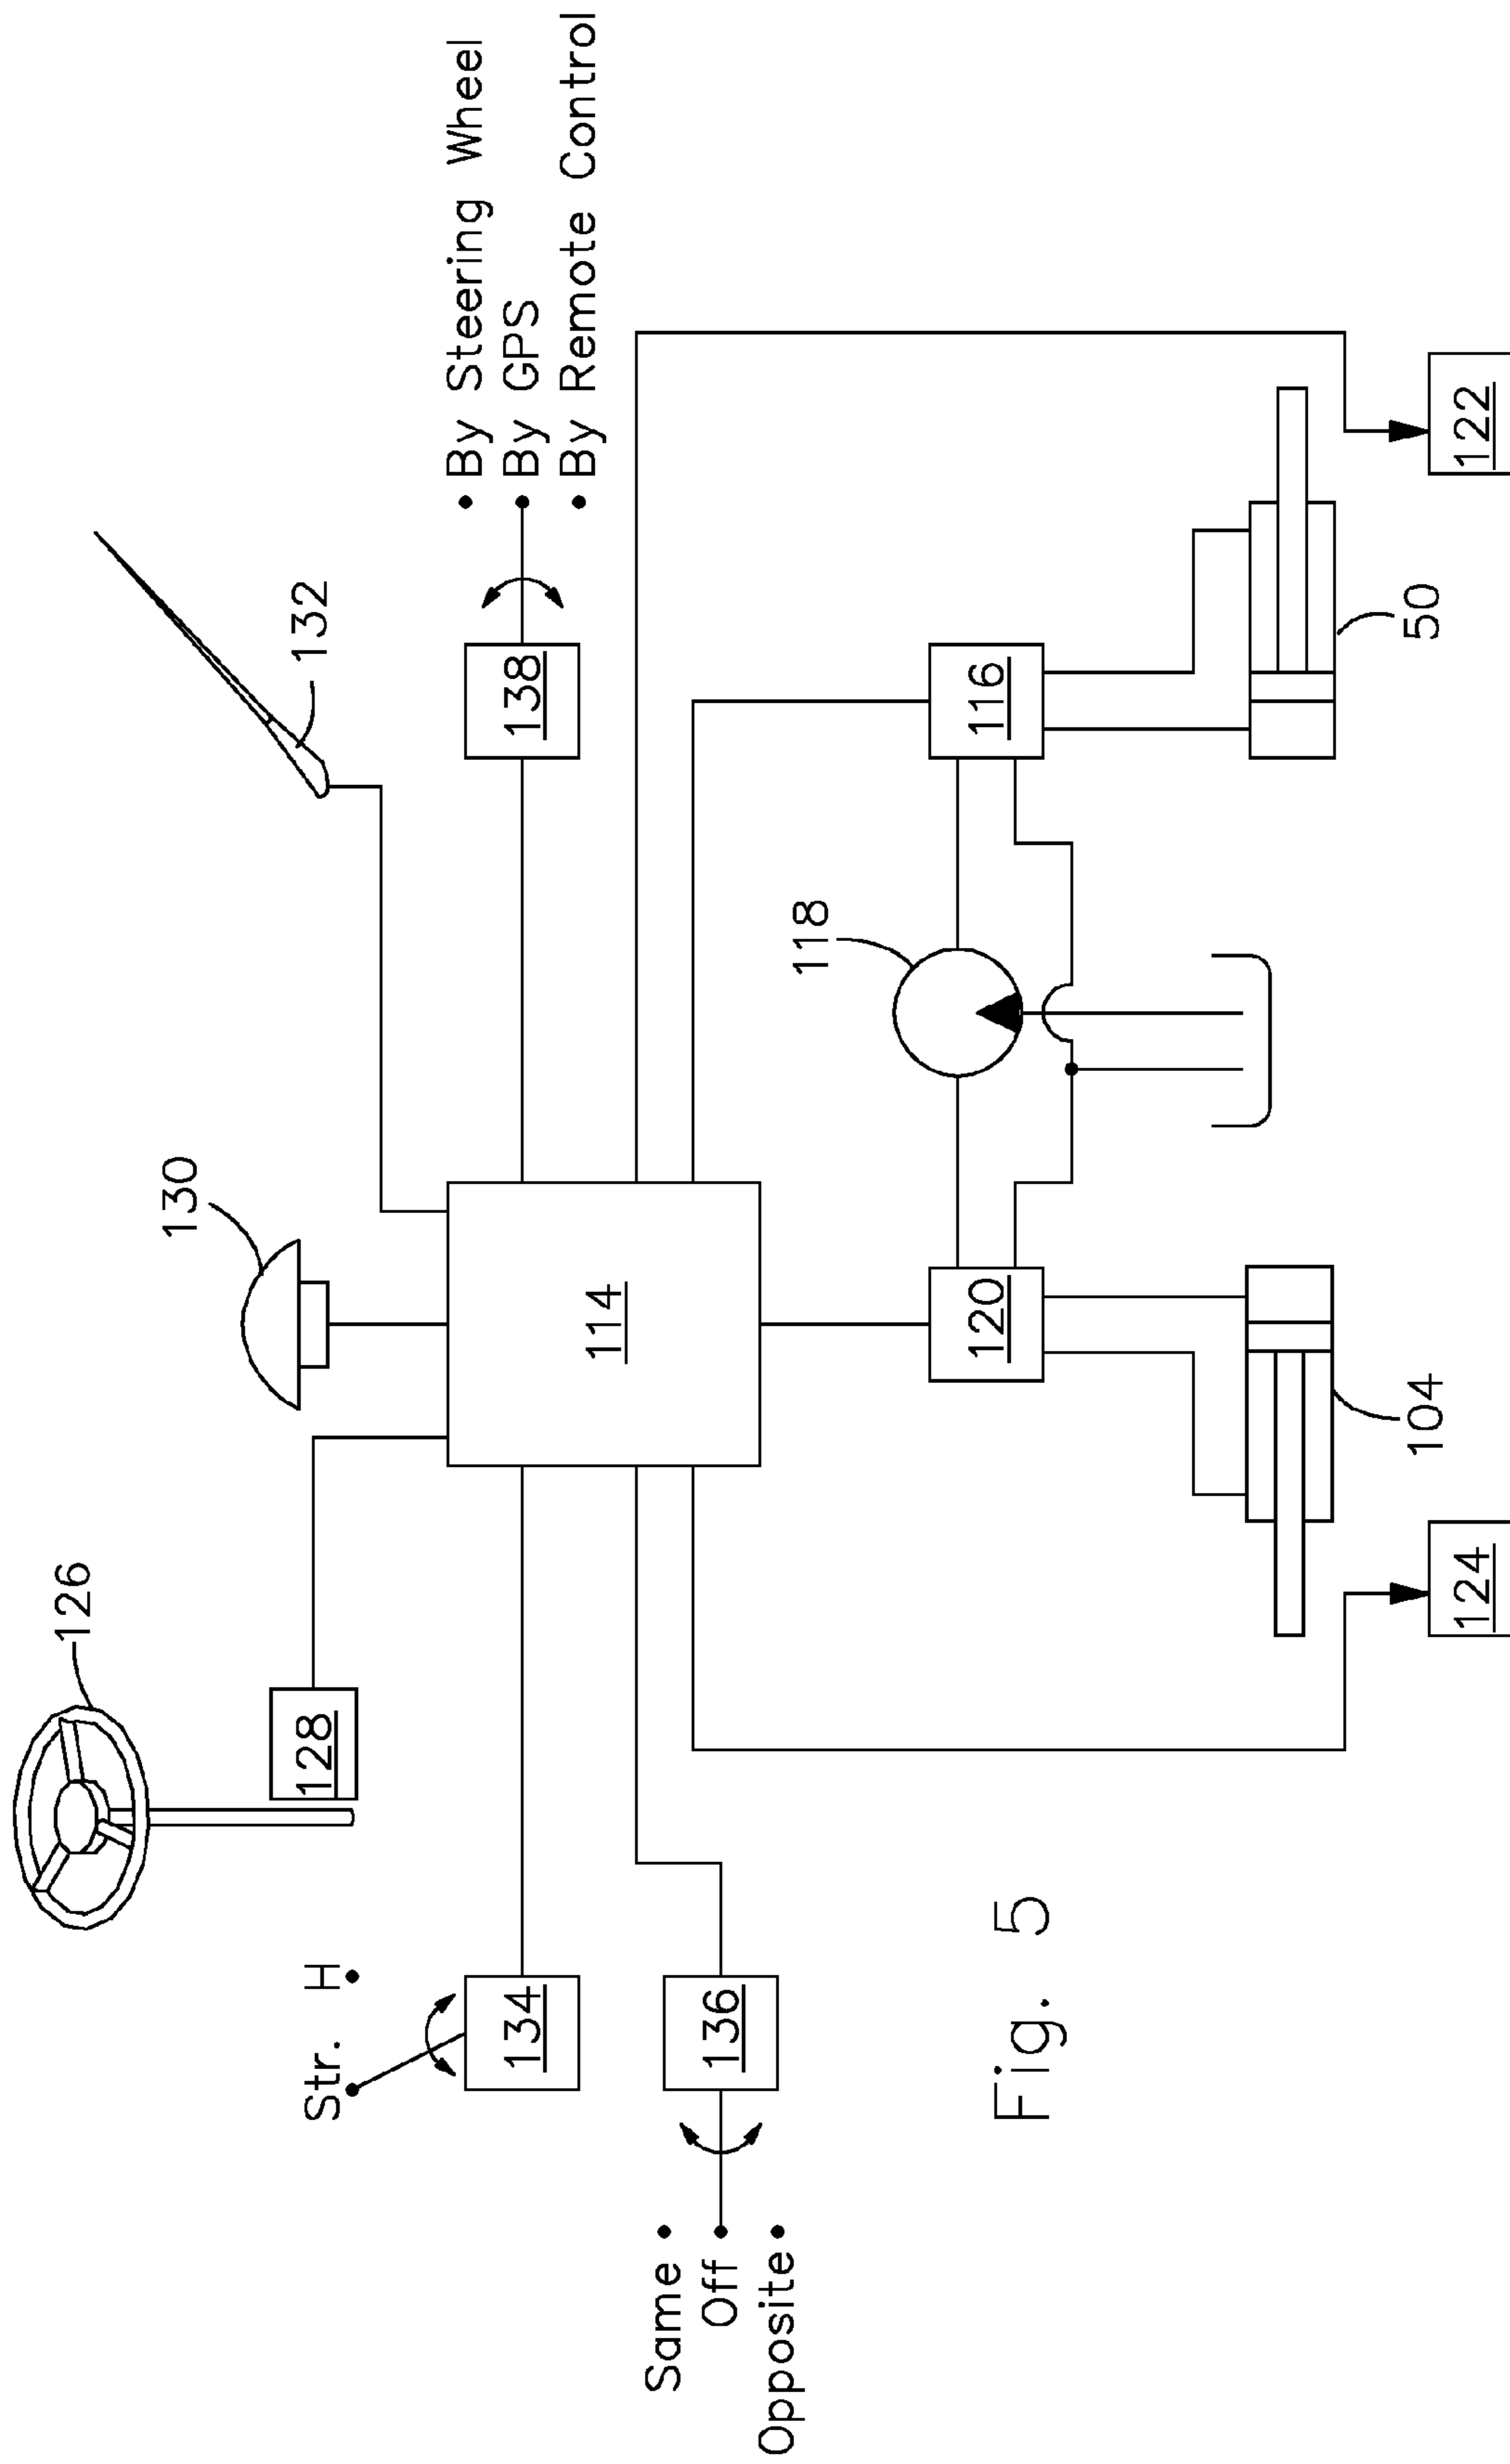 126
130
132
128
Str. H
• By Steering Wheel
• By GPS
• By Remote Control
134
138
114
Same •
Off •
Opposite •
136
118
120
116
Fig. 5
104
50
124
122